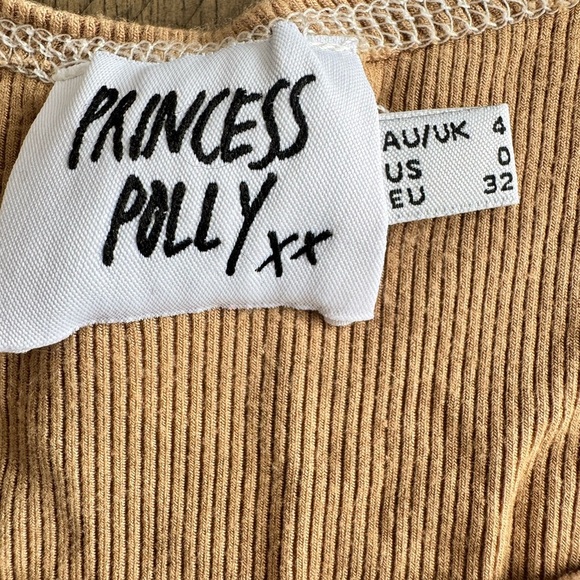 PRINCESS
POLLY xx
AU/UK 4
US 0
EU 32